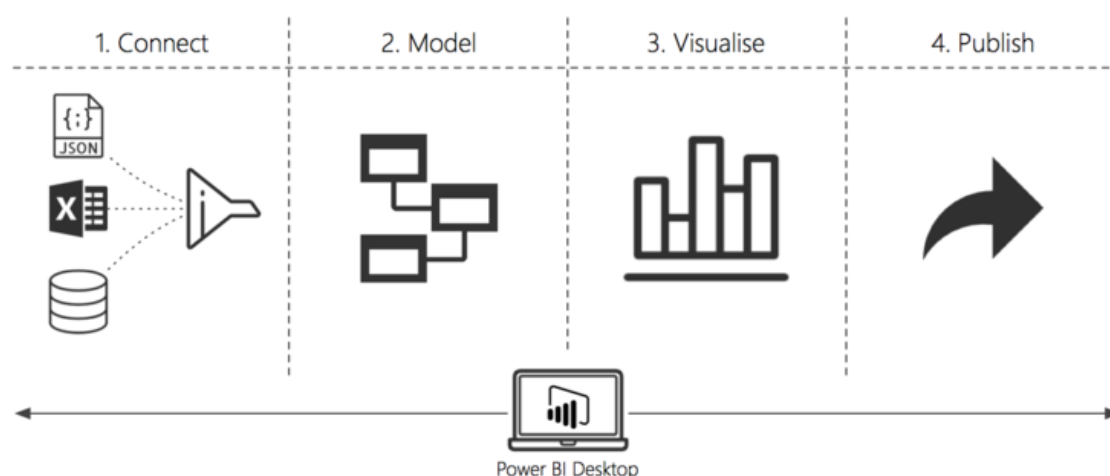 1. Connect
2. Model
3. Visualise
4. Publish
{;}
JSON
X
Power BI Desktop